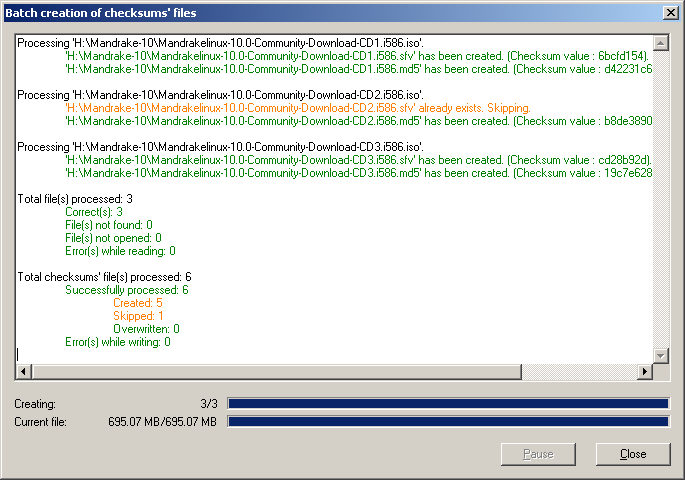 Batch creation of checksums' files
Processing 'H:\Mandrake-10\Mandrakelinux-10.0-Community-Download-CD1.i586.iso'.
'H:\Mandrake-10\Mandrakelinux-10.0-Community-Download-CD1.i586.sfv' has been created. (Checksum value : 6bcfd154).
'H:\Mandrake-10\Mandrakelinux-10.0-Community-Download-CD1.i586.md5' has been created. (Checksum value : d42231c6
Processing 'H:\Mandrake-10\Mandrakelinux-10.0-Community-Download-CD2.i586.iso'.
'H:\Mandrake-10\Mandrakelinux-10.0-Community-Download-CD2.i586.sfv' already exists. Skipping.
'H:\Mandrake-10\Mandrakelinux-10.0-Community-Download-CD2.i586.md5' has been created. (Checksum value : b8de3890
Processing 'H:\Mandrake-10\Mandrakelinux-10.0-Community-Download-CD3.i586.iso'.
'H:\Mandrake-10\Mandrakelinux-10.0-Community-Download-CD3.i586.sfv' has been created. (Checksum value : cd28b92d).
'H:\Mandrake-10\Mandrakelinux-10.0-Community-Download-CD3.i586.md5' has been created. (Checksum value : 19c7e628
Total file(s) processed: 3
Correct(s): 3
File(s) not found: 0
File(s) not opened: 0
Error(s) while reading: 0
Total checksums' file(s) processed: 6
Successfully processed: 6
Created: 5
Skipped: 1
Overwritten: 0
Error(s) while writing: 0
Creating: 3/3
Current file: 695.07 MB/695.07 MB
Pause Close